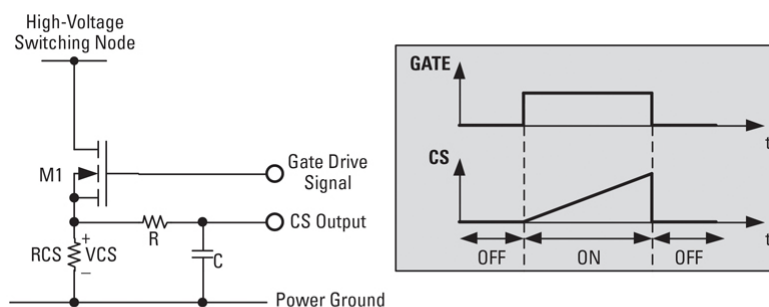 High-Voltage
Switching Node
M1
Gate Drive
Signal
CS Output
R
C
RCS
+
VCS
–
Power Ground
GATE
t
CS
t
OFF
ON
OFF